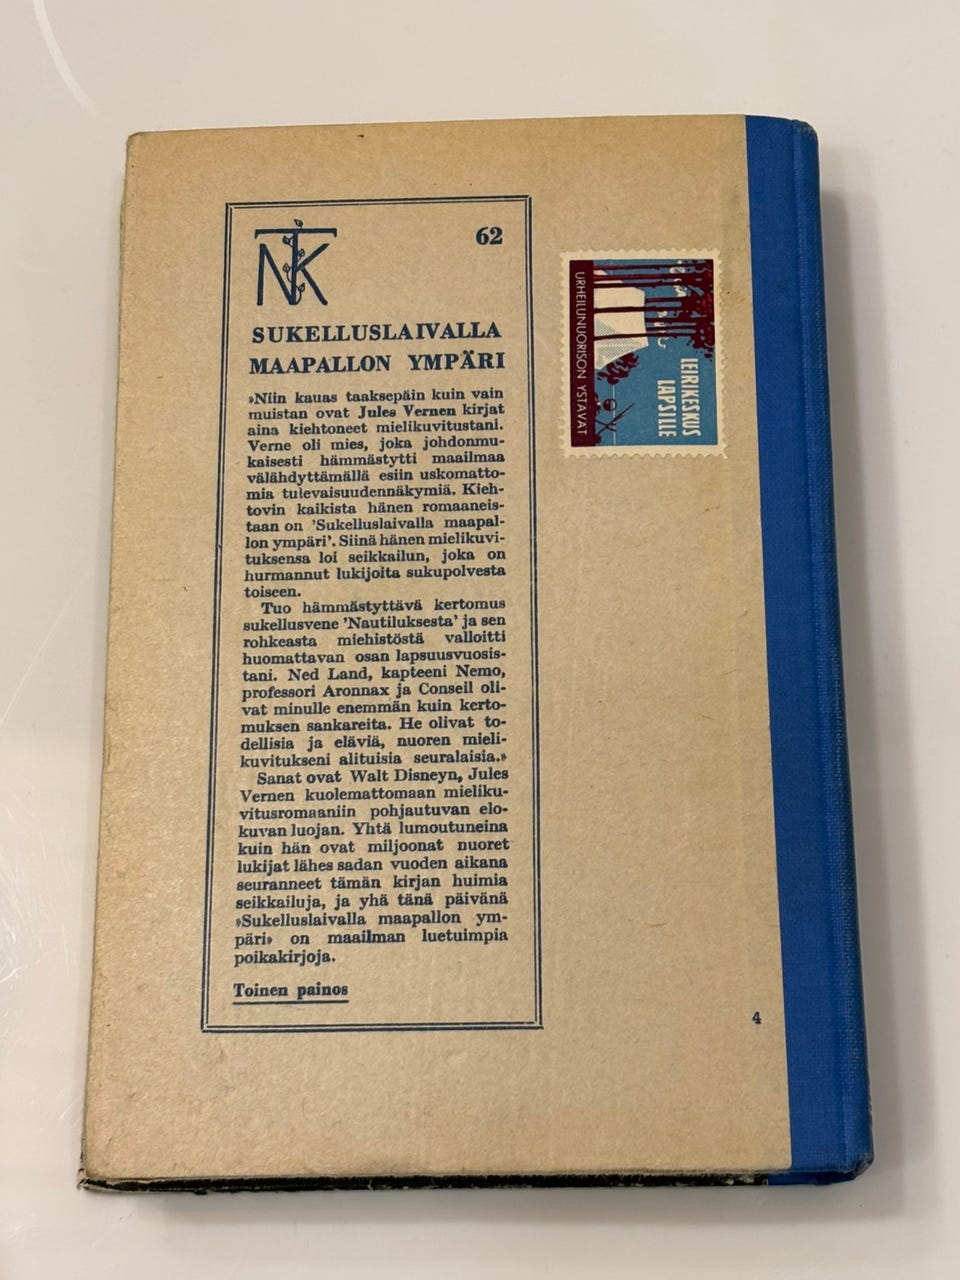 NTK
62
SUKELLUSLAIVALLA
MAAPALLON YMPÄRI
»Niin kauas taaksepäin kuin vain
muistan ovat Jules Vernen kirjat
aina kiehtoneet mielikuvitustani.
Verne oli mies, joka johdonmu-
kaisesti hämmästytti maailmaa
välähdyttämällä esiin uskomatto-
mia tulevaisuudennäkymiä. Kieh-
tovin kaikista hänen romaaneis-
taan on 'Sukelluslaivalla maapal-
lon ympäri'. Siinä hänen mielikuvi-
tuksensa loi seikkailun, joka on
hurmannut lukijoita sukupolvesta
toiseen.
Tuo hämmästyttävä kertomus
sukellusvene 'Nautiluksesta' ja sen
rohkeasta miehistöstä valloitti
huomattavan osan lapsuusvuosis-
tani. Ned Land, kapteeni Nemo,
professori Aronnax ja Conseil oli-
vat minulle enemmän kuin kerto-
muksen sankareita. He olivat to-
dellisia ja eläviä, nuoren mieli-
kuvitukseni alituisia seuralaisia.»
Sanat ovat Walt Disneyn, Jules
Vernen kuolemattomaan mieliku-
vitusromaaniin pohjautuvan elo-
kuvan luojan. Yhtä lumoutuneina
kuin hän ovat miljoonat nuoret
lukijat lähes sadan vuoden aikana
seuranneet tämän kirjan huimia
seikkailuja, ja yhä tänä päivänä
»Sukelluslaivalla maapallon ym-
päri» on maailman luetuimpia
poikakirjoja.
Toinen painos
LEIRIKESKUS
LAPSILLE
URHEILUNUORISON YSTÄVÄT
4